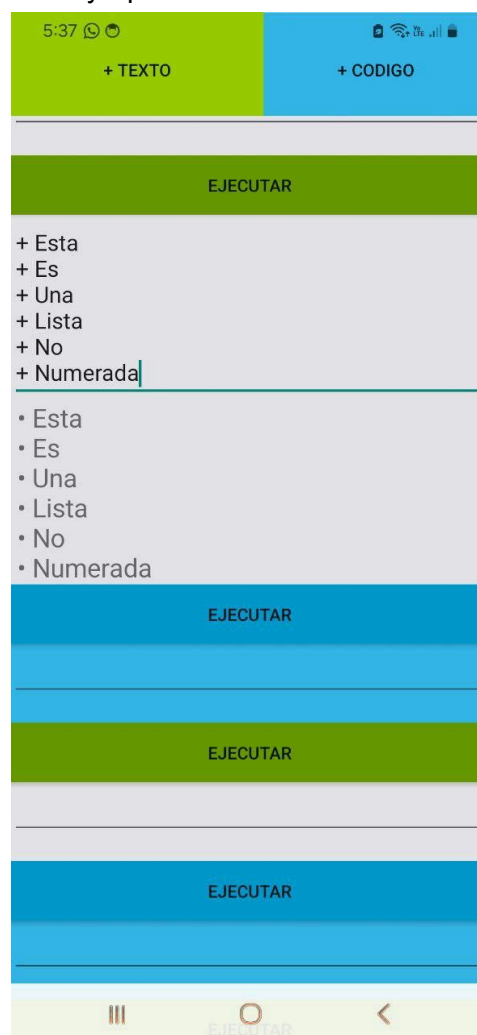 5:37
+ TEXTO
+ CODIGO
EJECUTAR
+ Esta
+ Es
+ Una
+ Lista
+ No
+ Numerada
• Esta
• Es
• Una
• Lista
• No
• Numerada
EJECUTAR
EJECUTAR
EJECUTAR
EJECUTAR